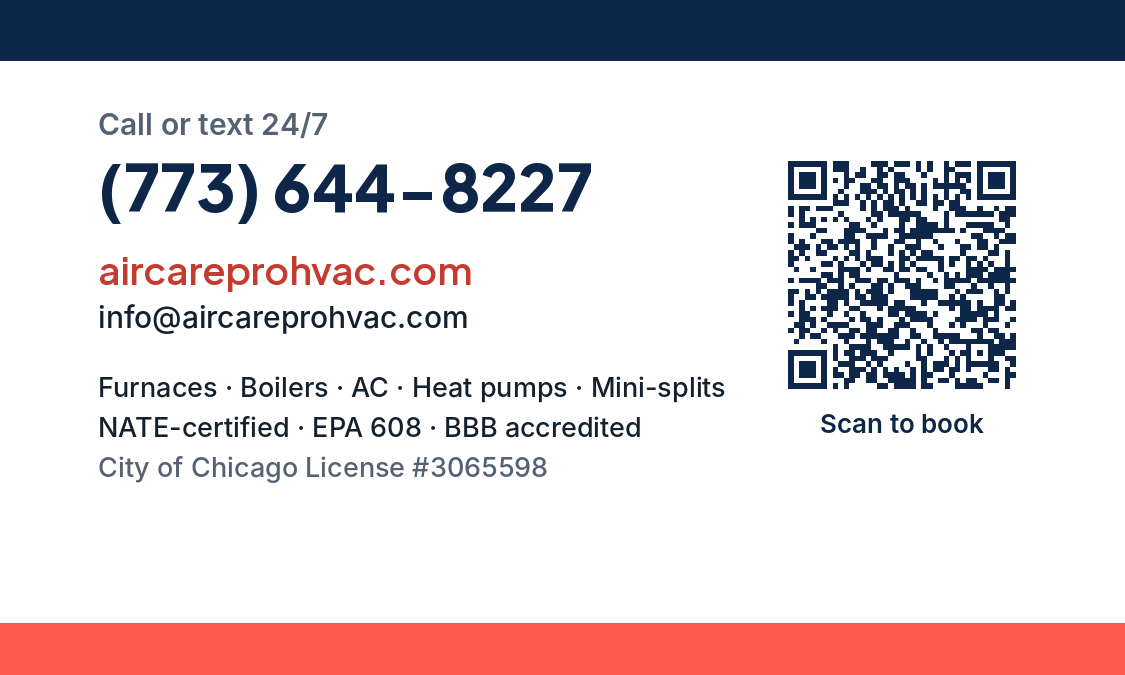 Call or text 24/7
(773) 644-8227
aircareprohvac.com
info@aircareprohvac.com
Furnaces · Boilers · AC · Heat pumps · Mini-splits
NATE-certified · EPA 608 · BBB accredited
City of Chicago License #3065598
Scan to book